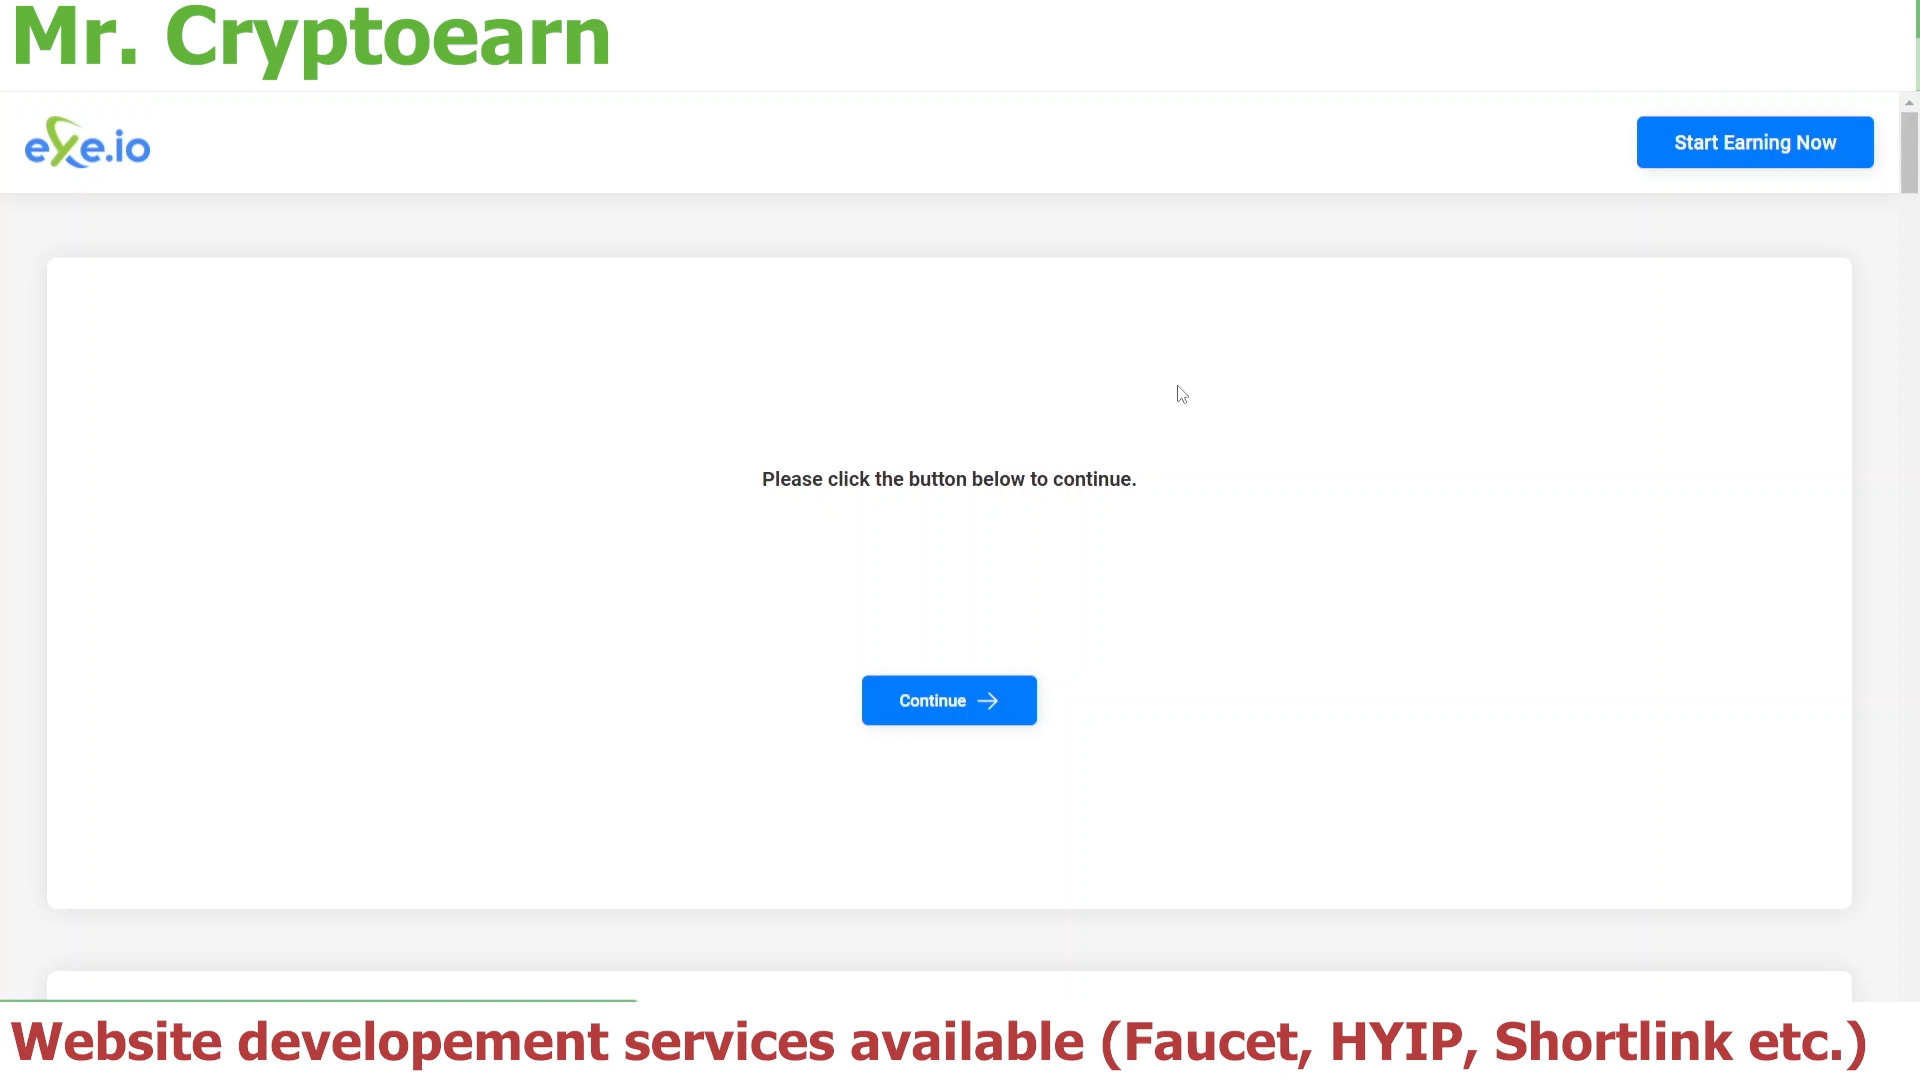 Mr. Cryptoearn
exe.io
Start Earning Now
Please click the button below to continue.
Continue
Website developement services available (Faucet, HYIP, Shortlink etc.)